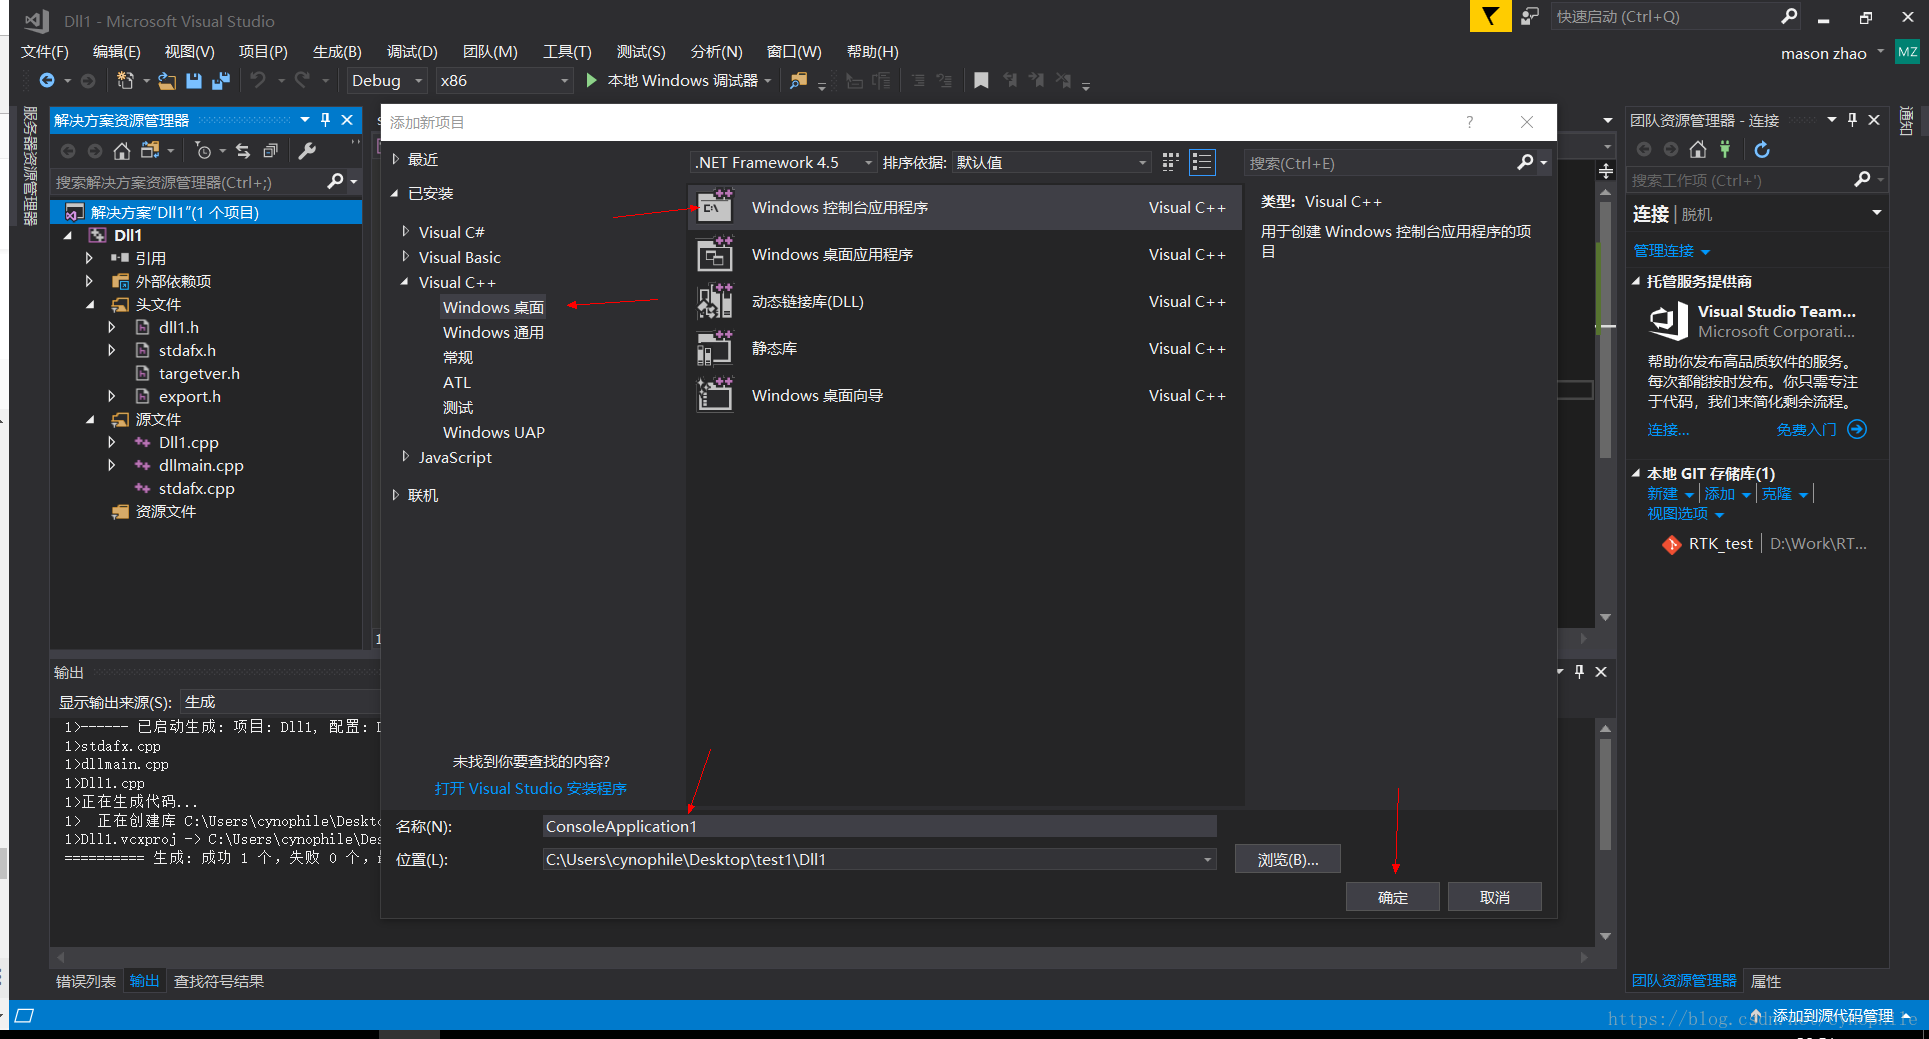 Dll1 - Microsoft Visual Studio
快速启动 (Ctrl+Q)
文件(F) 编辑(E) 视图(V) 项目(P) 生成(B) 调试(D) 团队(M) 工具(T) 测试(S) 分析(N) 窗口(W) 帮助(H)
mason zhao MZ
Debug x86 本地 Windows 调试器
服务器资源管理器
解决方案资源管理器
搜索解决方案资源管理器(Ctrl+;)
解决方案"Dll1"(1 个项目)
Dll1
引用
外部依赖项
头文件
dll1.h
stdafx.h
targetver.h
export.h
源文件
Dll1.cpp
dllmain.cpp
stdafx.cpp
资源文件
添加新项目 ?
最近
已安装
Visual C#
Visual Basic
Visual C++
Windows 桌面
Windows 通用
常规
ATL
测试
Windows UAP
JavaScript
联机
未找到你要查找的内容?
打开 Visual Studio 安装程序
.NET Framework 4.5 排序依据: 默认值
搜索(Ctrl+E)
Windows 控制台应用程序 Visual C++
Windows 桌面应用程序 Visual C++
动态链接库(DLL) Visual C++
静态库 Visual C++
Windows 桌面向导 Visual C++
类型: Visual C++
用于创建 Windows 控制台应用程序的项
目
名称(N): ConsoleApplication1
位置(L): C:\Users\cynophile\Desktop\test1\Dll1 浏览(B)...
确定 取消
团队资源管理器 - 连接
通知
搜索工作项 (Ctrl+')
连接 | 脱机
管理连接
托管服务提供商
Visual Studio Team...
Microsoft Corporati...
帮助你发布高品质软件的服务。
每次都能按时发布。你只需专注
于代码，我们来简化剩余流程。
连接... 免费入门
本地 GIT 存储库(1)
新建 | 添加 | 克隆 |
视图选项
RTK_test | D:\Work\RT...
输出
显示输出来源(S): 生成
1>------ 已启动生成: 项目: Dll1, 配置: D
1>stdafx.cpp
1>dllmain.cpp
1>Dll1.cpp
1>正在生成代码...
1> 正在创建库 C:\Users\cynophile\Deskto
1>Dll1.vcxproj -> C:\Users\cynophile\Des
========== 生成: 成功 1 个，失败 0 个，
错误列表 输出 查找符号结果
团队资源管理器 属性
添加到源代码管理